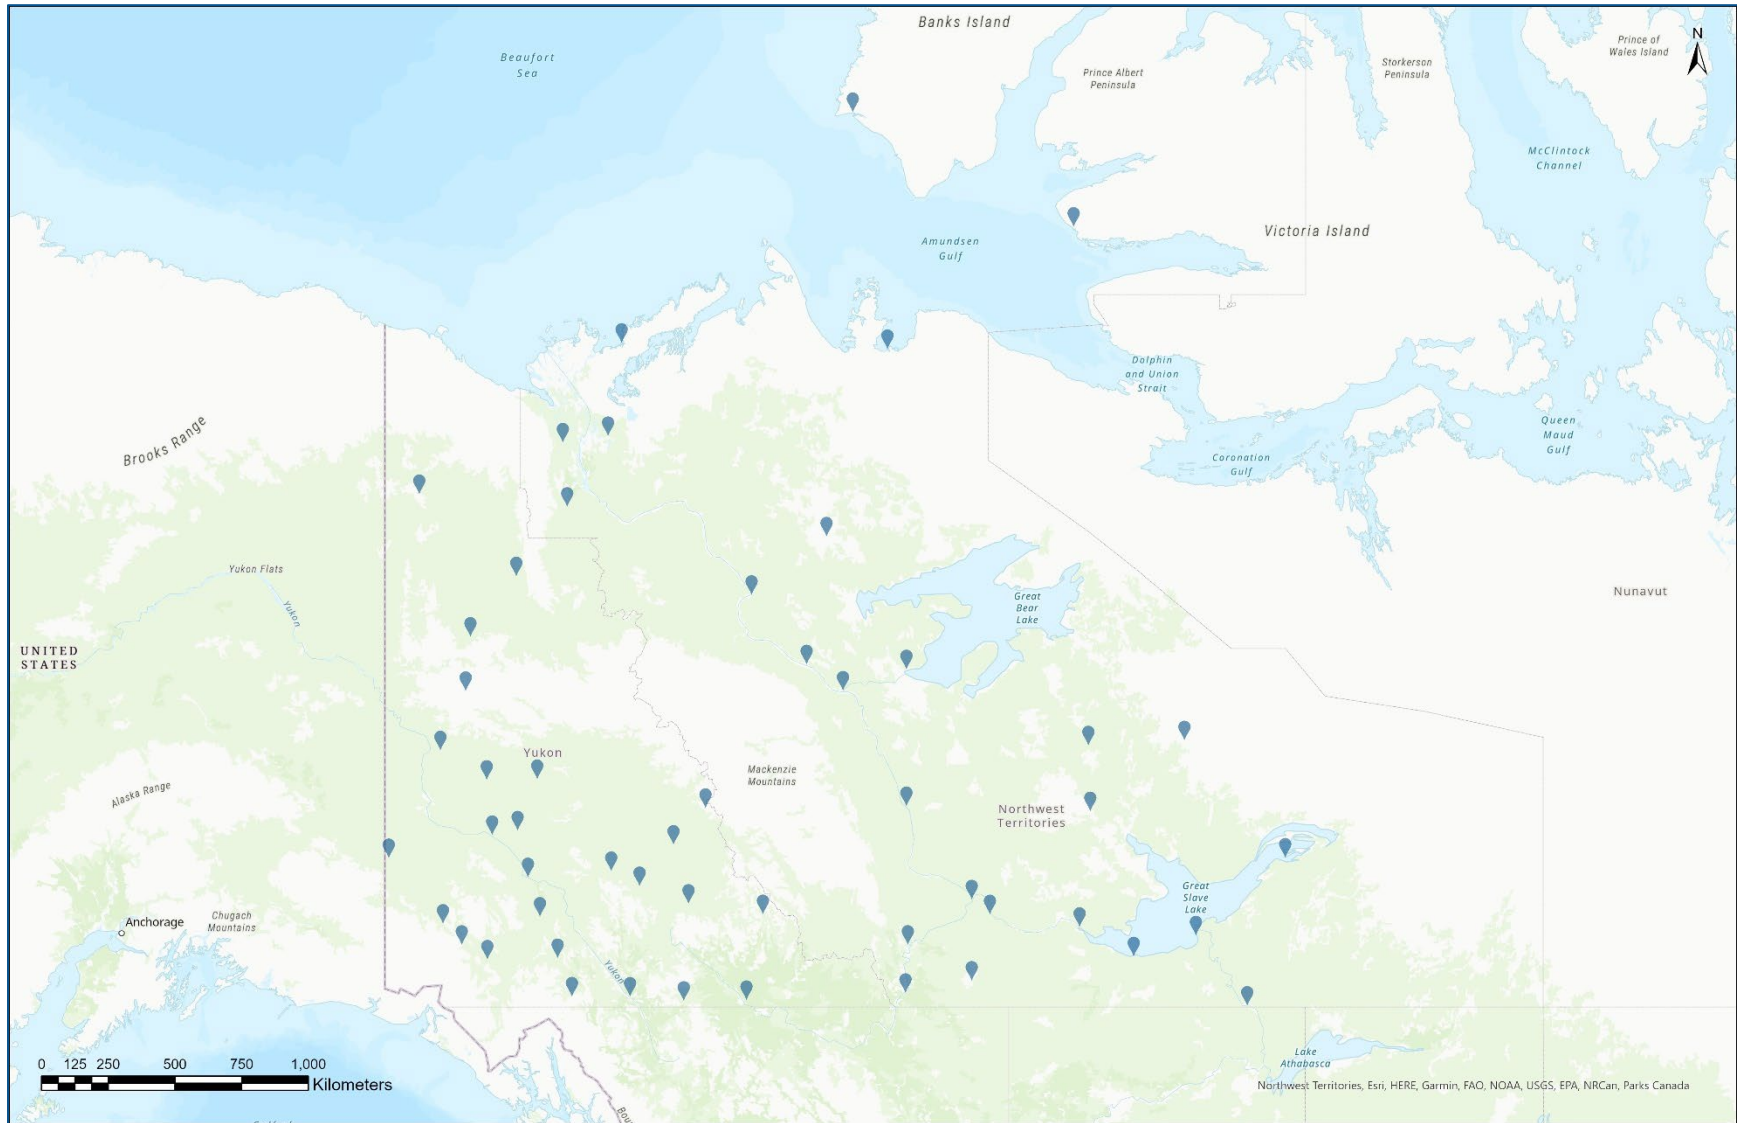 Banks Island
N
Beaufort
Sea
Prince of
Wales Island
Prince Albert
Peninsula
Storkerson
Peninsula
McClintock
Channel
Victoria Island
Amundsen
Gulf
Dolphin
and Union
Strait
Brooks Range
Queen
Maud
Gulf
Coronation
Gulf
Yukon Flats
Yukon
Great
Bear
Lake
Nunavut
UNITED
STATES
Yukon
Mackenzie
Mountains
Alaska Range
Northwest
Territories
Great
Slave
Lake
Anchorage
Chugach
Mountains
Yukon
Lake
Athabasca
0 125 250 500 750 1,000
Kilometers
Northwest Territories, Esri, HERE, Garmin, FAO, NOAA, USGS, EPA, NRCan, Parks Canada